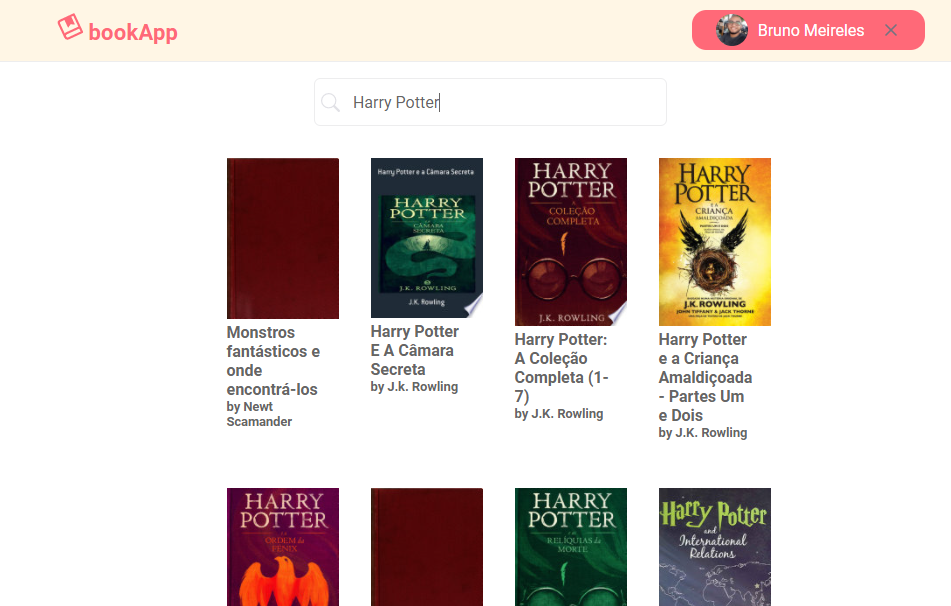 bookApp
Bruno Meireles
Harry Potter
Harry Potter e a Câmara Secreta
HARRY POTTER
CÂMARA SECRETA
J.K. ROWLING
J.K. Rowling
HARRY POTTER
A COLEÇÃO COMPLETA
J.K. ROWLING
HARRY POTTER
E A
CRIANÇA
AMALDIÇOADA
J.K. ROWLING
JOHN TIFFANY & JACK THORNE
Monstros
fantásticos e
onde
encontrá-los
by Newt
Scamander
Harry Potter
E A Câmara
Secreta
by J.k. Rowling
Harry Potter:
A Coleção
Completa (1-
7)
by J.K. Rowling
Harry Potter
e a Criança
Amaldiçoada
- Partes Um
e Dois
by J.K. Rowling
HARRY
POTTER
ORDEM da
FÊNIX
HARRY
POTTER
RELÍQUIAS da
MORTE
Harry Potter
and
International
Relations